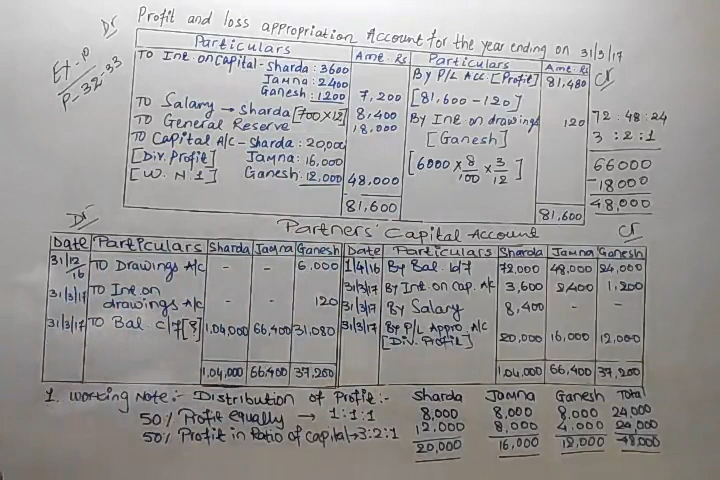 Dr Profit and loss appropriation Account for the year ending on 31/3/17
Ex-10
P-32-33
Particulars Amt. Rs Particulars Amt. Rs Cr
To Int. on Capital - Sharda : 3600 By P/L Acc. [Profit] 81,480
Jamna : 2400 [81,600 - 120]
Ganesh : 1200 7,200
To Salary → Sharda [700 X 12] 8,400 By Int on drawings 120
To General Reserve 18,000 [Ganesh]
To Capital A/c - Sharda : 20,000 [6000 x 8/100 x 3/12]
[Div. Profit] Jamna : 16,000
[W. N 1] Ganesh : 12,000 48,000
81,600 81,600
72 : 48 : 24
3 : 2 : 1
66000
-18000
48,000
Dr Partners' Capital Account Cr
Date Particulars Sharda Jamna Ganesh Date Particulars Sharda Jamna Ganesh
31/12/16 To Drawings A/c - - 6,000 1/4/16 By Bal. b/f 72,000 48,000 24,000
31/3/17 To Int. on drawings A/c - - 120 31/3/17 By Int. on cap. A/c 3,600 2,400 1,200
31/3/17 By Salary 8,400 - -
31/3/17 To Bal c/f [?] 1,04,000 66,400 31,080 31/3/17 By P/L Appro. A/c 20,000 16,000 12,000
[Div. Profit]
1,04,000 66,400 37,200 1,04,000 66,400 37,200
1. Working Note :- Distribution of Profit :- Sharda Jamna Ganesh Total
50% Profit equally → 1:1:1 8,000 8,000 8,000 24,000
50% Profit in Ratio of capital → 3:2:1 12,000 8,000 4,000 24,000
20,000 16,000 12,000 48,000